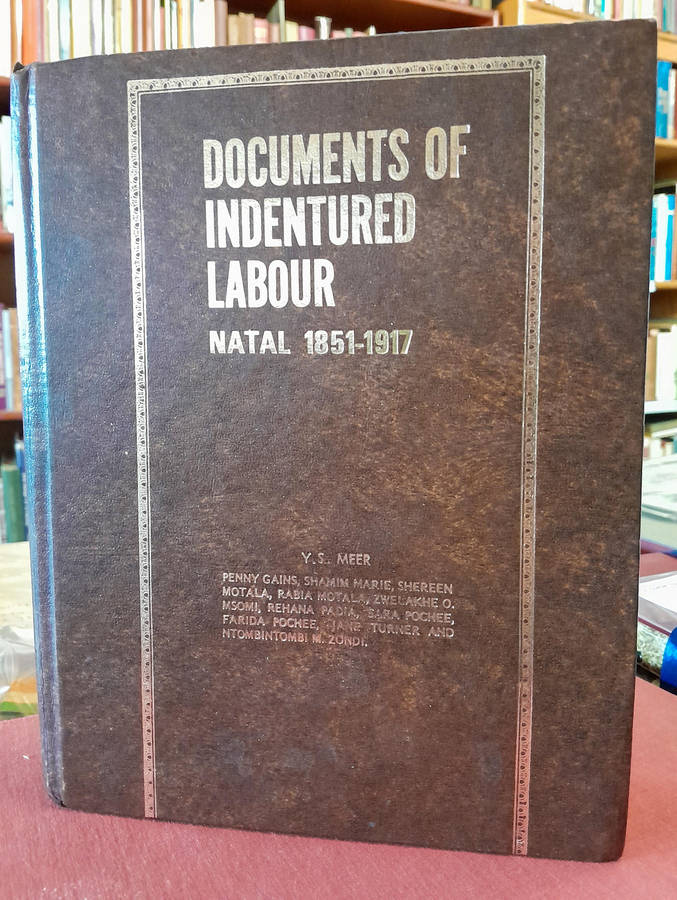 DOCUMENTS OF
INDENTURED
LABOUR
NATAL 1851-1917
Y.S. MEER
PENNY GAINS, SHAMIM MARIE, SHEREEN
MOTALA, RABIA MOTALA, ZWELAKHE O.
MSOMI, REHANA PADIA, SARA POCHEE,
FARIDA POCHEE, JANE TURNER AND
NTOMBINTOMBI M. ZONDI.